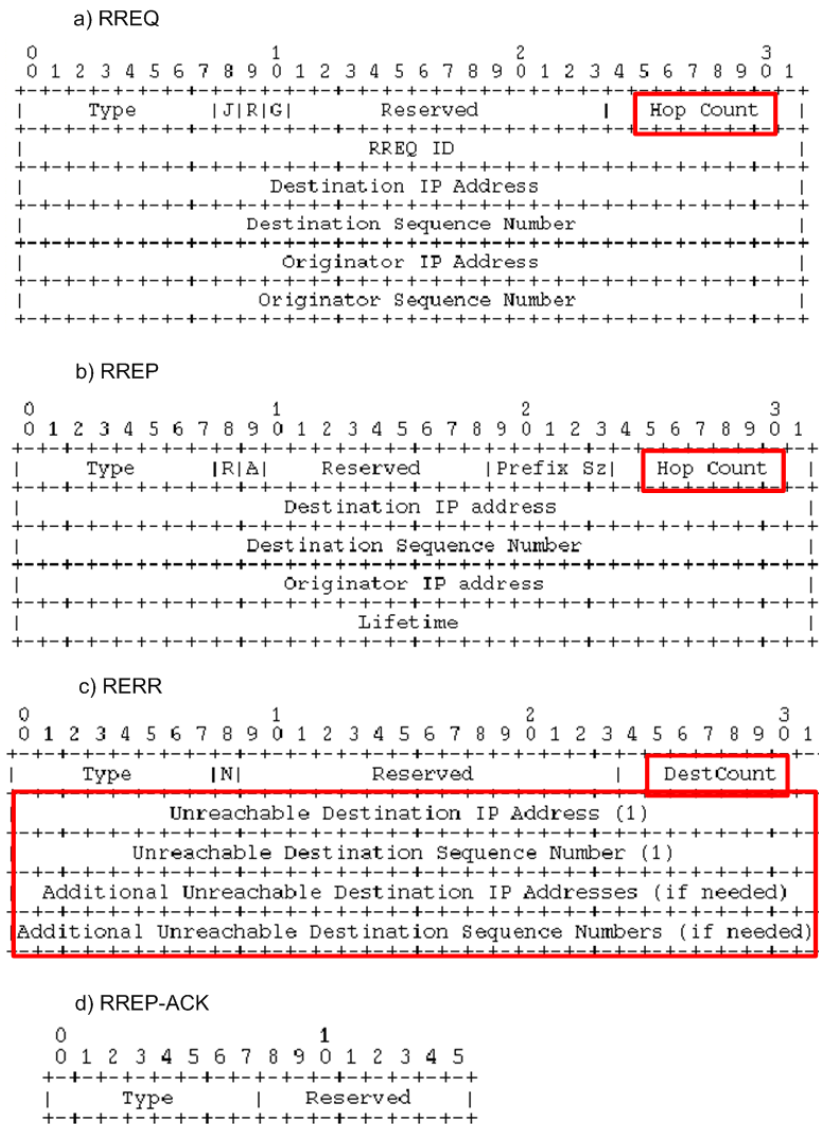 a) RREQ
0 1 2 3
0 1 2 3 4 5 6 7 8 9 0 1 2 3 4 5 6 7 8 9 0 1 2 3 4 5 6 7 8 9 0 1
+-+-+-+-+-+-+-+-+-+-+-+-+-+-+-+-+-+-+-+-+-+-+-+-+-+-+-+-+-+-+-+-+
| Type |J|R|G| Reserved | Hop Count |
+-+-+-+-+-+-+-+-+-+-+-+-+-+-+-+-+-+-+-+-+-+-+-+-+-+-+-+-+-+-+-+-+
| RREQ ID |
+-+-+-+-+-+-+-+-+-+-+-+-+-+-+-+-+-+-+-+-+-+-+-+-+-+-+-+-+-+-+-+-+
| Destination IP Address |
+-+-+-+-+-+-+-+-+-+-+-+-+-+-+-+-+-+-+-+-+-+-+-+-+-+-+-+-+-+-+-+-+
| Destination Sequence Number |
+-+-+-+-+-+-+-+-+-+-+-+-+-+-+-+-+-+-+-+-+-+-+-+-+-+-+-+-+-+-+-+-+
| Originator IP Address |
+-+-+-+-+-+-+-+-+-+-+-+-+-+-+-+-+-+-+-+-+-+-+-+-+-+-+-+-+-+-+-+-+
| Originator Sequence Number |
+-+-+-+-+-+-+-+-+-+-+-+-+-+-+-+-+-+-+-+-+-+-+-+-+-+-+-+-+-+-+-+-+
b) RREP
0 1 2 3
0 1 2 3 4 5 6 7 8 9 0 1 2 3 4 5 6 7 8 9 0 1 2 3 4 5 6 7 8 9 0 1
+-+-+-+-+-+-+-+-+-+-+-+-+-+-+-+-+-+-+-+-+-+-+-+-+-+-+-+-+-+-+-+-+
| Type |R|A| Reserved |Prefix Sz| Hop Count |
+-+-+-+-+-+-+-+-+-+-+-+-+-+-+-+-+-+-+-+-+-+-+-+-+-+-+-+-+-+-+-+-+
| Destination IP address |
+-+-+-+-+-+-+-+-+-+-+-+-+-+-+-+-+-+-+-+-+-+-+-+-+-+-+-+-+-+-+-+-+
| Destination Sequence Number |
+-+-+-+-+-+-+-+-+-+-+-+-+-+-+-+-+-+-+-+-+-+-+-+-+-+-+-+-+-+-+-+-+
| Originator IP address |
+-+-+-+-+-+-+-+-+-+-+-+-+-+-+-+-+-+-+-+-+-+-+-+-+-+-+-+-+-+-+-+-+
| Lifetime |
+-+-+-+-+-+-+-+-+-+-+-+-+-+-+-+-+-+-+-+-+-+-+-+-+-+-+-+-+-+-+-+-+
c) RERR
0 1 2 3
0 1 2 3 4 5 6 7 8 9 0 1 2 3 4 5 6 7 8 9 0 1 2 3 4 5 6 7 8 9 0 1
+-+-+-+-+-+-+-+-+-+-+-+-+-+-+-+-+-+-+-+-+-+-+-+-+-+-+-+-+-+-+-+-+
| Type |N| Reserved | DestCount
+-+-+-+-+-+-+-+-+-+-+-+-+-+-+-+-+-+-+-+-+-+-+-+-+-+-+-+-+-+-+-+-+
| Unreachable Destination IP Address (1) |
+-+-+-+-+-+-+-+-+-+-+-+-+-+-+-+-+-+-+-+-+-+-+-+-+-+-+-+-+-+-+-+-+
| Unreachable Destination Sequence Number (1) |
+-+-+-+-+-+-+-+-+-+-+-+-+-+-+-+-+-+-+-+-+-+-+-+-+-+-+-+-+-+-+-+-+
| Additional Unreachable Destination IP Addresses (if needed)
+-+-+-+-+-+-+-+-+-+-+-+-+-+-+-+-+-+-+-+-+-+-+-+-+-+-+-+-+-+-+-+-+
|Additional Unreachable Destination Sequence Numbers (if needed)|
+-+-+-+-+-+-+-+-+-+-+-+-+-+-+-+-+-+-+-+-+-+-+-+-+-+-+-+-+-+-+-+-+
d) RREP-ACK
0 1
0 1 2 3 4 5 6 7 8 9 0 1 2 3 4 5
+-+-+-+-+-+-+-+-+-+-+-+-+-+-+-+-+
| Type | Reserved |
+-+-+-+-+-+-+-+-+-+-+-+-+-+-+-+-+